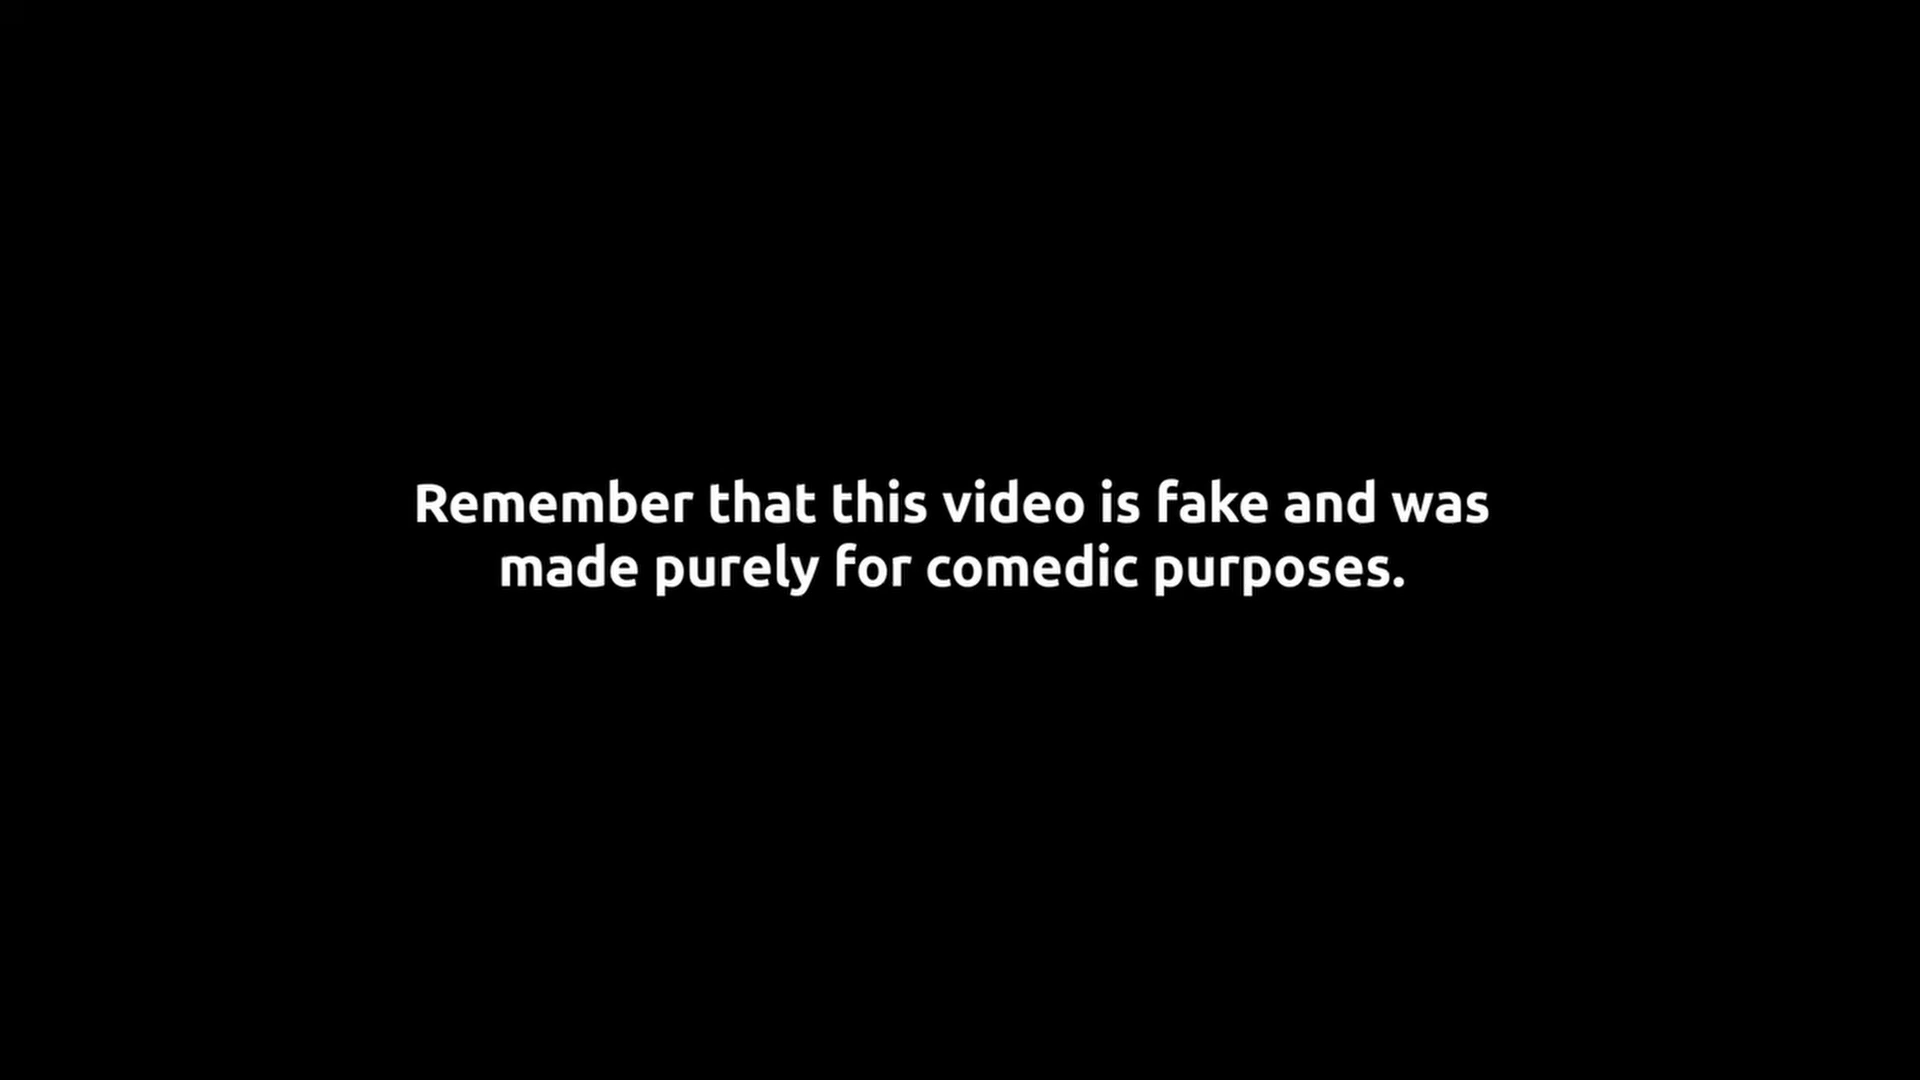 Remember that this video is fake and was
made purely for comedic purposes.